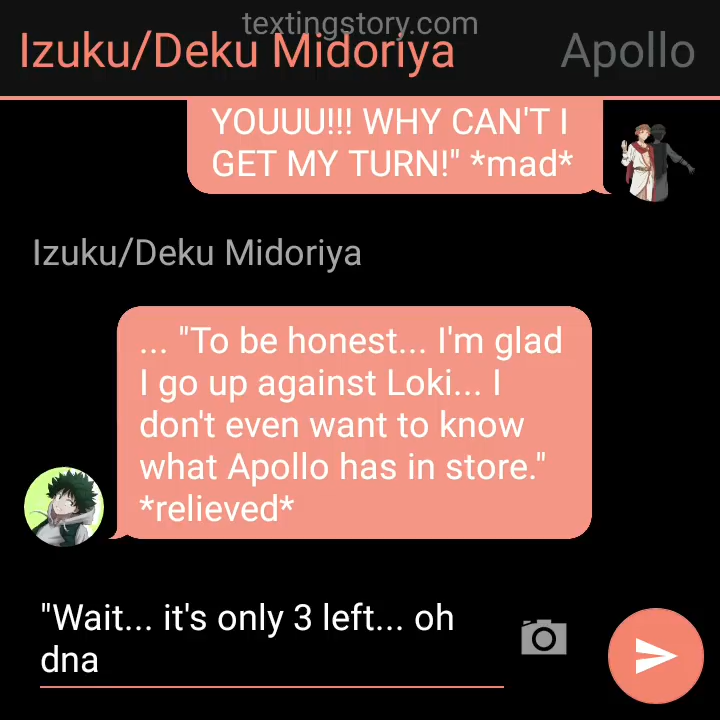 textingstory.com
Izuku/Deku Midoriya
Apollo
YOUUU!!! WHY CAN'T I
GET MY TURN!" *mad*
Izuku/Deku Midoriya
... "To be honest... I'm glad
I go up against Loki... I
don't even want to know
what Apollo has in store."
*relieved*
"Wait... it's only 3 left... oh
dna